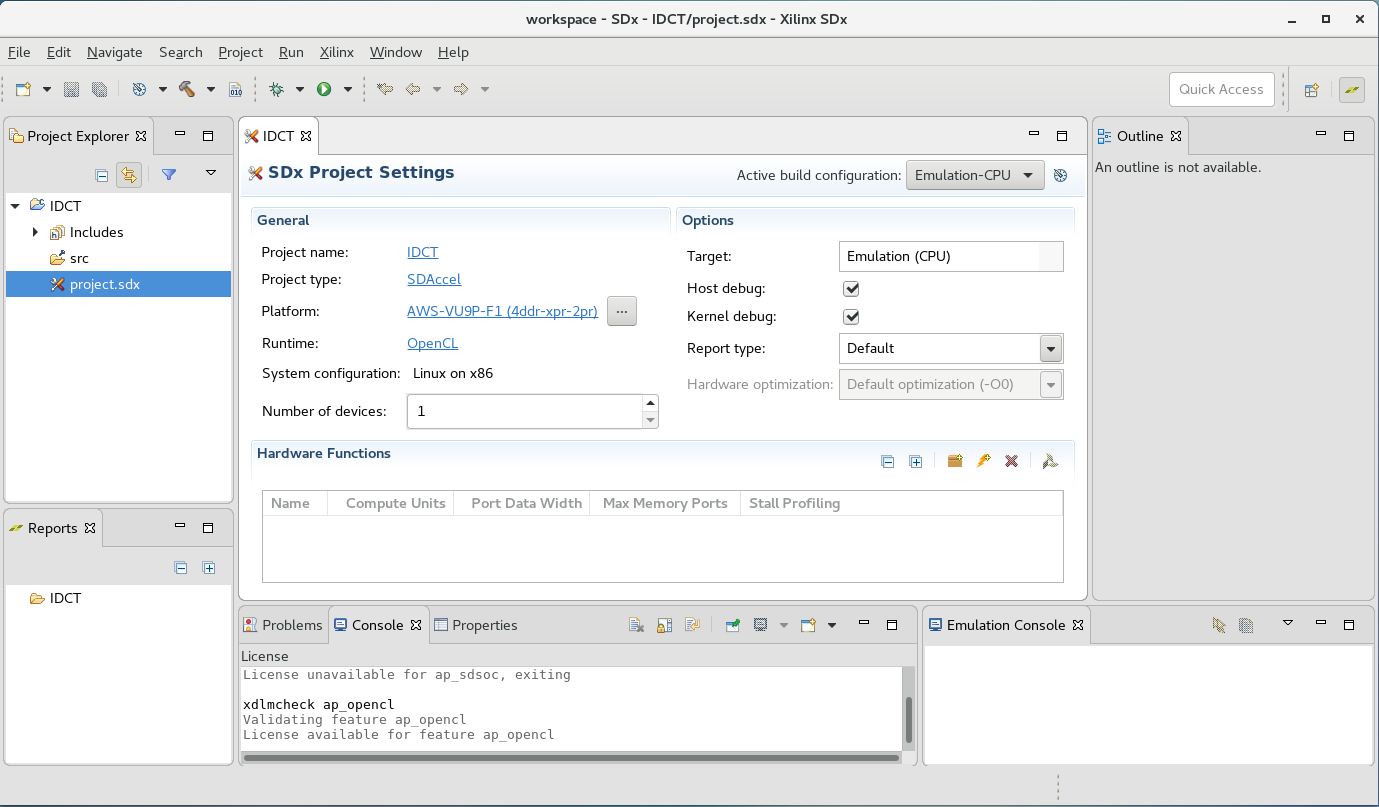 workspace - SDx - IDCT/project.sdx - Xilinx SDx
File Edit Navigate Search Project Run Xilinx Window Help
010
Quick Access
Project Explorer
IDCT
Includes
src
project.sdx
Reports
IDCT
IDCT
SDx Project Settings
Active build configuration: Emulation-CPU
General
Project name: IDCT
Project type: SDAccel
Platform: AWS-VU9P-F1 (4ddr-xpr-2pr) ...
Runtime: OpenCL
System configuration: Linux on x86
Number of devices: 1
Options
Target: Emulation (CPU)
Host debug:
Kernel debug:
Report type: Default
Hardware optimization: Default optimization (-O0)
Hardware Functions
Name Compute Units Port Data Width Max Memory Ports Stall Profiling
Outline
An outline is not available.
Problems Console Properties
License
License unavailable for ap_sdsoc, exiting
xdlmcheck ap_opencl
Validating feature ap_opencl
License available for feature ap_opencl
Emulation Console